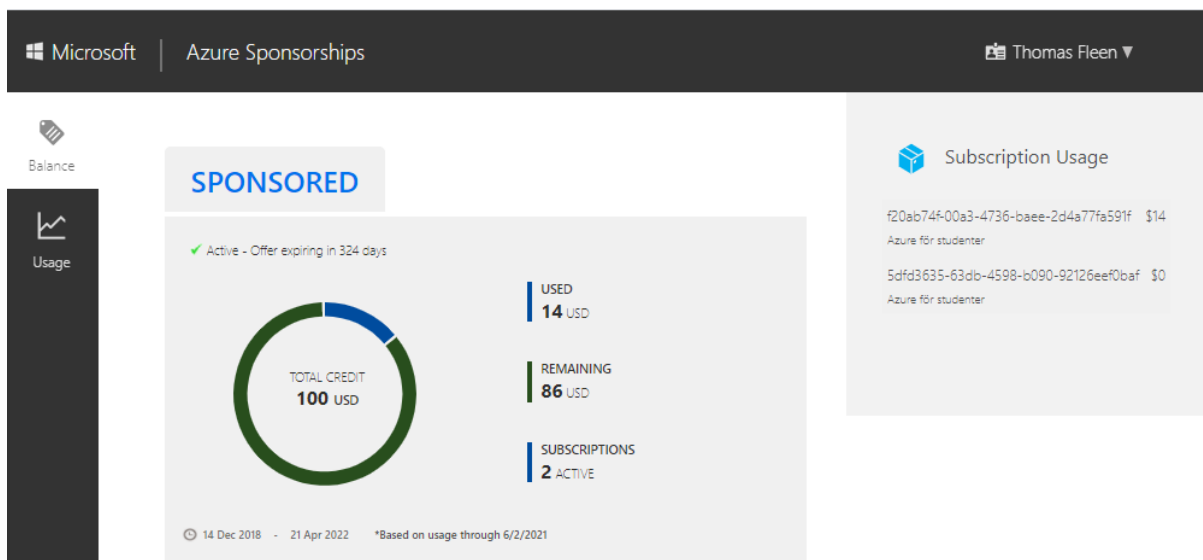 Microsoft | Azure Sponsorships
Thomas Fleen ▼
Balance
Usage
SPONSORED
✔ Active - Offer expiring in 324 days
TOTAL CREDIT
100 USD
USED
14 USD
REMAINING
86 USD
SUBSCRIPTIONS
2 ACTIVE
14 Dec 2018 - 21 Apr 2022 *Based on usage through 6/2/2021
Subscription Usage
f20ab74f-00a3-4736-baee-2d4a77fa591f $14
Azure för studenter
5dfd3635-63db-4598-b090-92126eef0baf $0
Azure för studenter